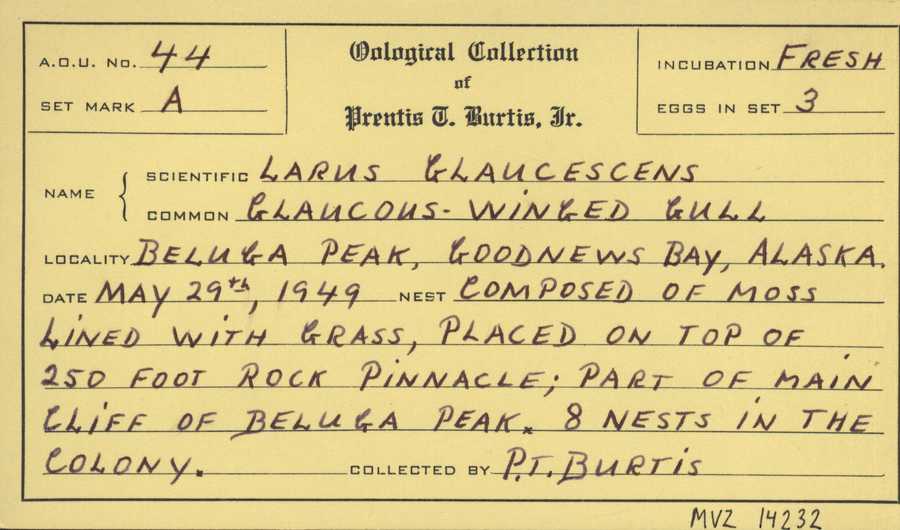 A.O.U. No. 44
SET MARK A
Oological Collection
of
Prentis T. Burtis, Jr.
INCUBATION FRESH
EGGS IN SET 3
NAME { SCIENTIFIC LARUS GLAUCESCENS
COMMON GLAUCOUS-WINGED GULL
LOCALITY BELUGA PEAK, GOODNEWS BAY, ALASKA.
DATE MAY 29th, 1949 NEST COMPOSED OF MOSS
LINED WITH GRASS, PLACED ON TOP OF
250 FOOT ROCK PINNACLE; PART OF MAIN
CLIFF OF BELUGA PEAK. 8 NESTS IN THE
COLONY. COLLECTED BY P.T. BURTIS
MVZ 14232